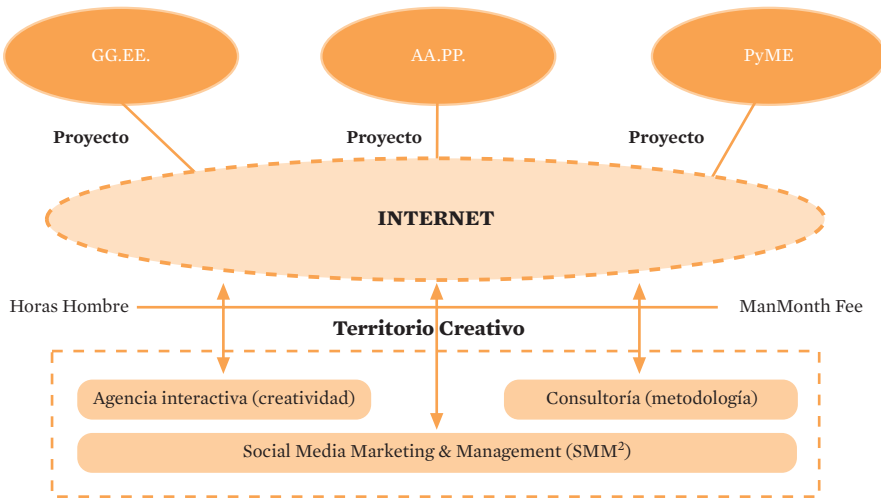 GG.EE.
AA.PP.
PyME
Proyecto
Proyecto
Proyecto
INTERNET
Horas Hombre
ManMonth Fee
Territorio Creativo
Agencia interactiva (creatividad)
Consultoría (metodología)
Social Media Marketing & Management (SMM²)